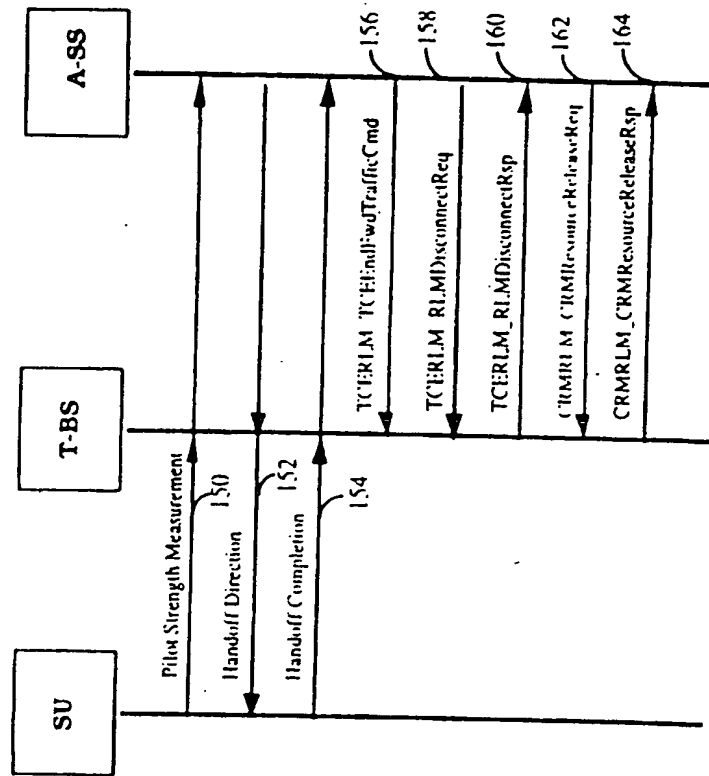 SU
T-BS
A-SS
Pilot Strength Measurement
150
Handoff Direction
152
Handoff Completion
154
TCERLM_TCEEndFwdTrafficCmd
156
TCERLM_RLMDisconnectReq
158
TCERLM_RLMDisconnectRsp
160
CRMRLM_CRMResourceReleaseReq
162
CRMRLM_CRMResourceReleaseRsp
164